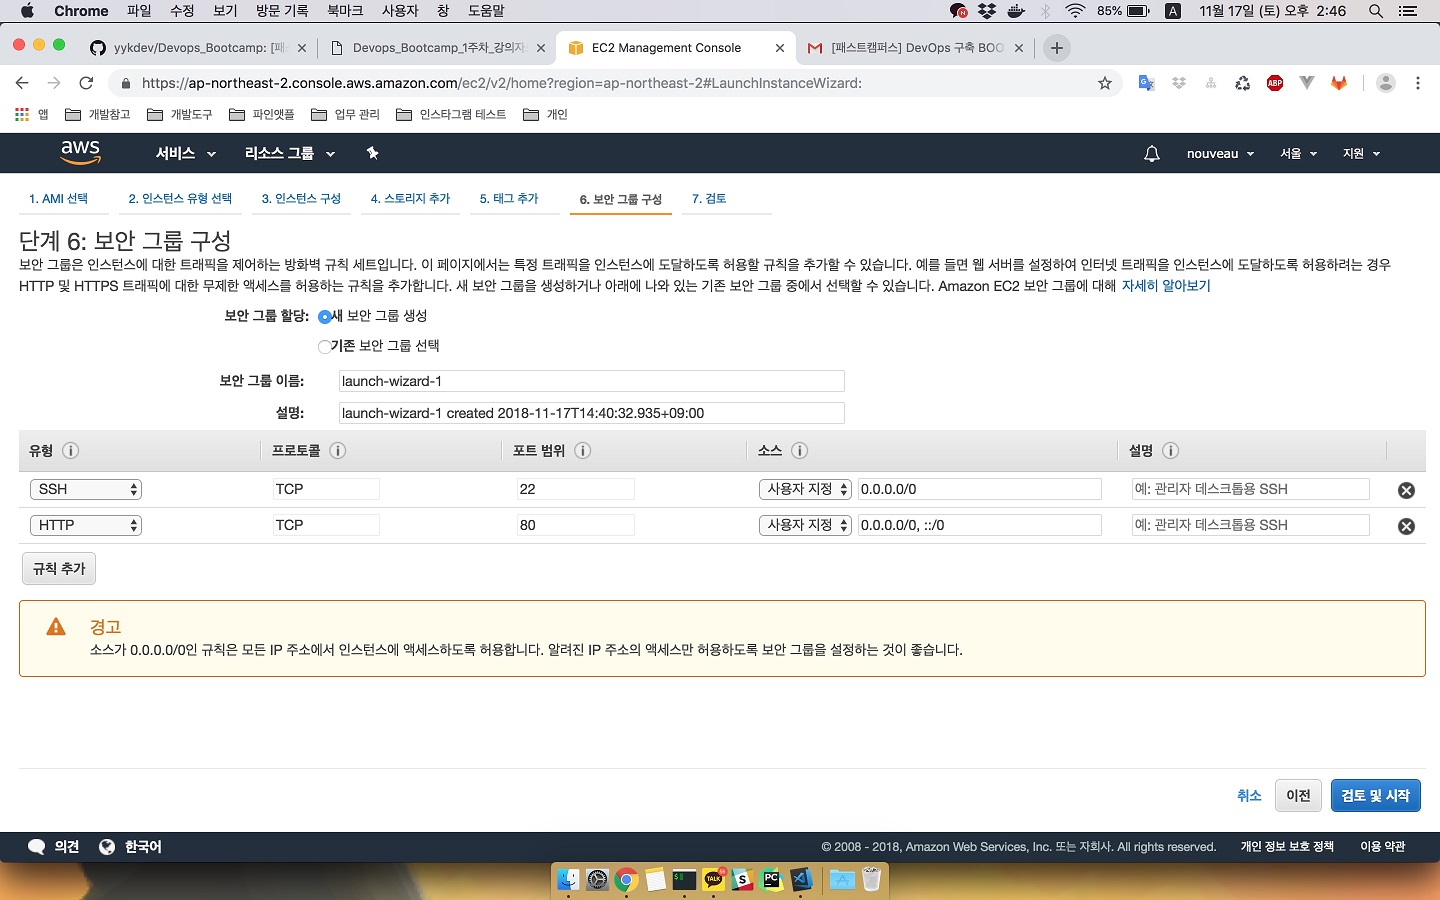 Chrome 파일 수정 보기 방문 기록 북마크 사용자 창 도움말 85% A 11월 17일 (토) 오후 2:46
yykdev/Devops_Bootcamp: [패
Devops_Bootcamp_1주차_강의자
EC2 Management Console
[패스트캠퍼스] DevOps 구축 BOO
https://ap-northeast-2.console.aws.amazon.com/ec2/v2/home?region=ap-northeast-2#LaunchInstanceWizard:
ABP
앱 개발참고 개발도구 파인앳플 업무 관리 인스타그램 테스트 개인
aws 서비스 리소스 그룹 nouveau 서울 지원
1. AMI 선택 2. 인스턴스 유형 선택 3. 인스턴스 구성 4. 스토리지 추가 5. 태그 추가 6. 보안 그룹 구성 7. 검토
단계 6: 보안 그룹 구성
보안 그룹은 인스턴스에 대한 트래픽을 제어하는 방화벽 규칙 세트입니다. 이 페이지에서는 특정 트래픽을 인스턴스에 도달하도록 허용할 규칙을 추가할 수 있습니다. 예를 들면 웹 서버를 설정하여 인터넷 트래픽을 인스턴스에 도달하도록 허용하려는 경우
HTTP 및 HTTPS 트래픽에 대한 무제한 액세스를 허용하는 규칙을 추가합니다. 새 보안 그룹을 생성하거나 아래에 나와 있는 기존 보안 그룹 중에서 선택할 수 있습니다. Amazon EC2 보안 그룹에 대해 자세히 알아보기
보안 그룹 할당: 새 보안 그룹 생성
기존 보안 그룹 선택
보안 그룹 이름: launch-wizard-1
설명: launch-wizard-1 created 2018-11-17T14:40:32.935+09:00
유형 프로토콜 포트 범위 소스 설명
SSH TCP 22 사용자 지정 0.0.0.0/0 예: 관리자 데스크톱용 SSH
HTTP TCP 80 사용자 지정 0.0.0.0/0, ::/0 예: 관리자 데스크톱용 SSH
규칙 추가
경고
소스가 0.0.0.0/0인 규칙은 모든 IP 주소에서 인스턴스에 액세스하도록 허용합니다. 알려진 IP 주소의 액세스만 허용하도록 보안 그룹을 설정하는 것이 좋습니다.
취소 이전 검토 및 시작
의견 한국어 © 2008 - 2018, Amazon Web Services, Inc. 또는 자회사. All rights reserved. 개인 정보 보호 정책 이용 약관
TALK S PC